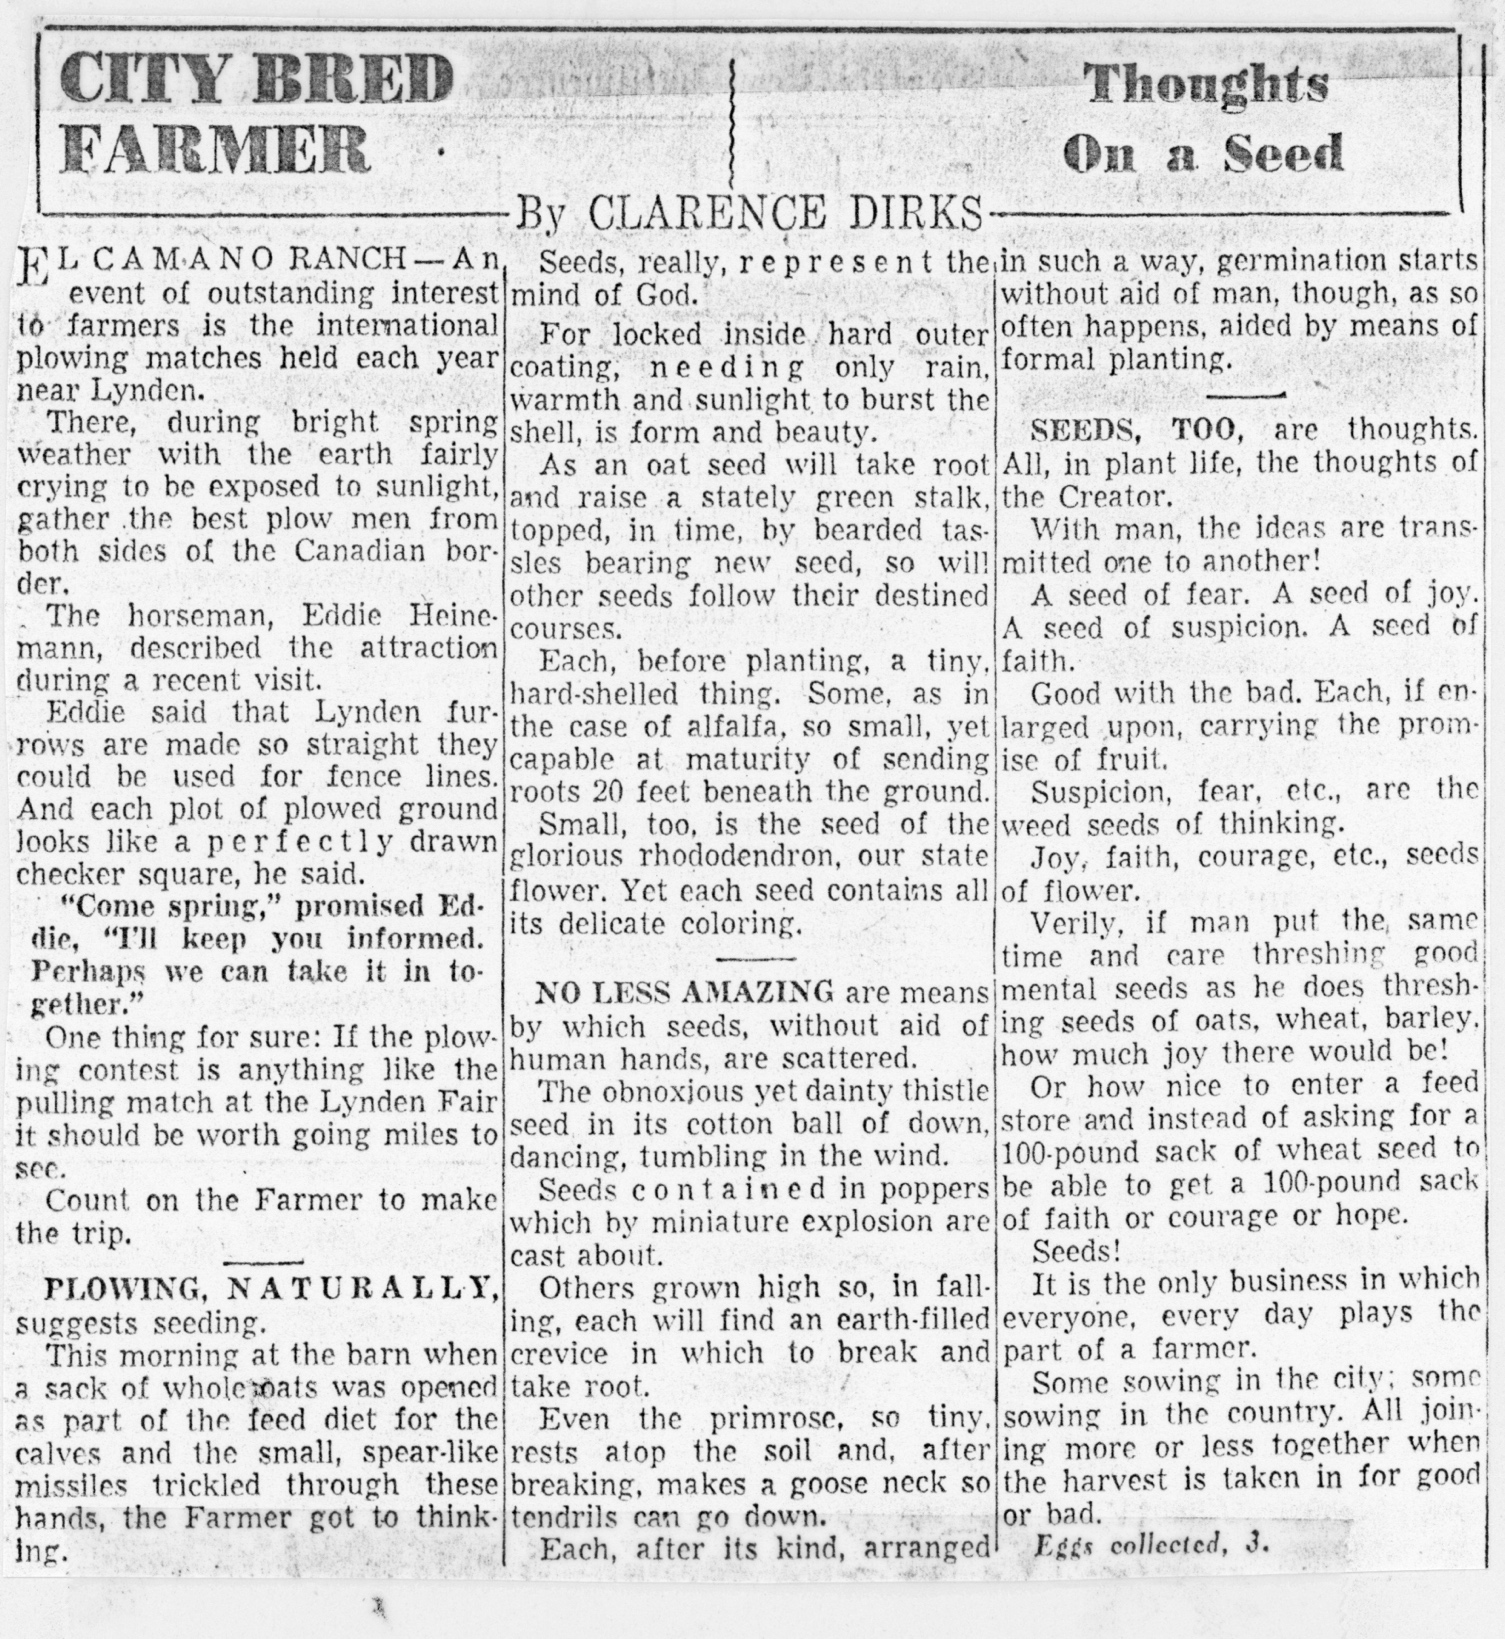 CITY BRED
FARMER
Thoughts
On a Seed
By CLARENCE DIRKS
EL CAMANO RANCH — An
event of outstanding interest
to farmers is the international
plowing matches held each year
near Lynden.
There, during bright spring
weather with the earth fairly
crying to be exposed to sunlight,
gather the best plow men from
both sides of the Canadian bor-
der.
The horseman, Eddie Heine-
mann, described the attraction
during a recent visit.
Eddie said that Lynden fur-
rows are made so straight they
could be used for fence lines.
And each plot of plowed ground
looks like a perfectly drawn
checker square, he said.
"Come spring," promised Ed-
die, "I'll keep you informed.
Perhaps we can take it in to-
gether."
One thing for sure: If the plow-
ing contest is anything like the
pulling match at the Lynden Fair
it should be worth going miles to
see.
Count on the Farmer to make
the trip.
PLOWING, NATURALLY,
suggests seeding.
This morning at the barn when
a sack of whole oats was opened
as part of the feed diet for the
calves and the small, spear-like
missiles trickled through these
hands, the Farmer got to think-
ing.
Seeds, really, represent the
mind of God.
For locked inside hard outer
coating, needing only rain,
warmth and sunlight to burst the
shell, is form and beauty.
As an oat seed will take root
and raise a stately green stalk,
topped, in time, by bearded tas-
sles bearing new seed, so will
other seeds follow their destined
courses.
Each, before planting, a tiny,
hard-shelled thing. Some, as in
the case of alfalfa, so small, yet
capable at maturity of sending
roots 20 feet beneath the ground.
Small, too, is the seed of the
glorious rhododendron, our state
flower. Yet each seed contains all
its delicate coloring.
NO LESS AMAZING are means
by which seeds, without aid of
human hands, are scattered.
The obnoxious yet dainty thistle
seed in its cotton ball of down,
dancing, tumbling in the wind.
Seeds contained in poppers
which by miniature explosion are
cast about.
Others grown high so, in fall-
ing, each will find an earth-filled
crevice in which to break and
take root.
Even the primrose, so tiny,
rests atop the soil and, after
breaking, makes a goose neck so
tendrils can go down.
Each, after its kind, arranged
in such a way, germination starts
without aid of man, though, as so
often happens, aided by means of
formal planting.
SEEDS, TOO, are thoughts.
All, in plant life, the thoughts of
the Creator.
With man, the ideas are trans-
mitted one to another!
A seed of fear. A seed of joy.
A seed of suspicion. A seed of
faith.
Good with the bad. Each, if en-
larged upon, carrying the prom-
ise of fruit.
Suspicion, fear, etc., are the
weed seeds of thinking.
Joy, faith, courage, etc., seeds
of flower.
Verily, if man put the same
time and care threshing good
mental seeds as he does thresh-
ing seeds of oats, wheat, barley,
how much joy there would be!
Or how nice to enter a feed
store and instead of asking for a
100-pound sack of wheat seed to
be able to get a 100-pound sack
of faith or courage or hope.
Seeds!
It is the only business in which
everyone, every day plays the
part of a farmer.
Some sowing in the city; some
sowing in the country. All join-
ing more or less together when
the harvest is taken in for good
or bad.
Eggs collected, 3.